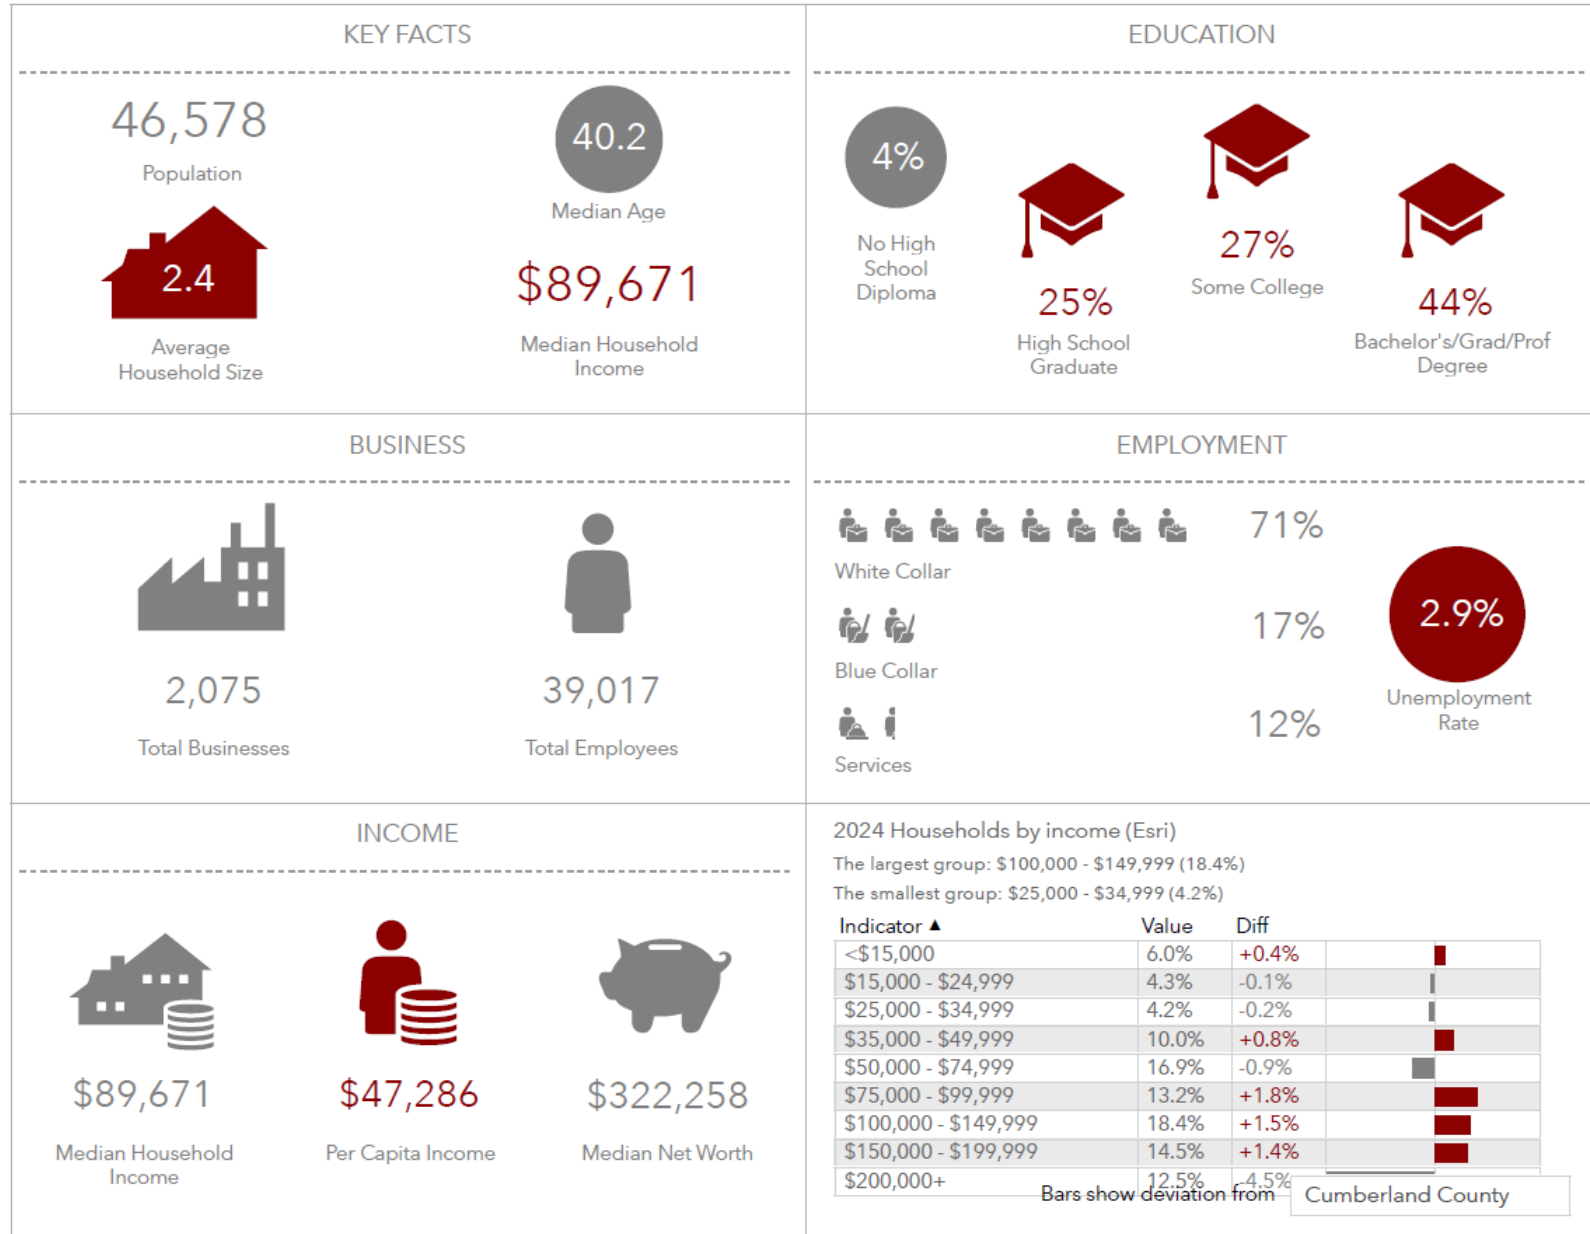 KEY FACTS
46,578
Population
40.2
Median Age
2.4
Average
Household Size
$89,671
Median Household
Income
EDUCATION
4%
No High
School
Diploma
25%
High School
Graduate
27%
Some College
44%
Bachelor's/Grad/Prof
Degree
BUSINESS
2,075
Total Businesses
39,017
Total Employees
EMPLOYMENT
71%
White Collar
17%
Blue Collar
12%
Services
2.9%
Unemployment
Rate
INCOME
$89,671
Median Household
Income
$47,286
Per Capita Income
$322,258
Median Net Worth
2024 Households by income (Esri)
The largest group: $100,000 - $149,999 (18.4%)
The smallest group: $25,000 - $34,999 (4.2%)
Indicator ▲ Value Diff
<$15,000 6.0% +0.4%
$15,000 - $24,999 4.3% -0.1%
$25,000 - $34,999 4.2% -0.2%
$35,000 - $49,999 10.0% +0.8%
$50,000 - $74,999 16.9% -0.9%
$75,000 - $99,999 13.2% +1.8%
$100,000 - $149,999 18.4% +1.5%
$150,000 - $199,999 14.5% +1.4%
$200,000+ 12.5% -4.5%
Bars show deviation from Cumberland County